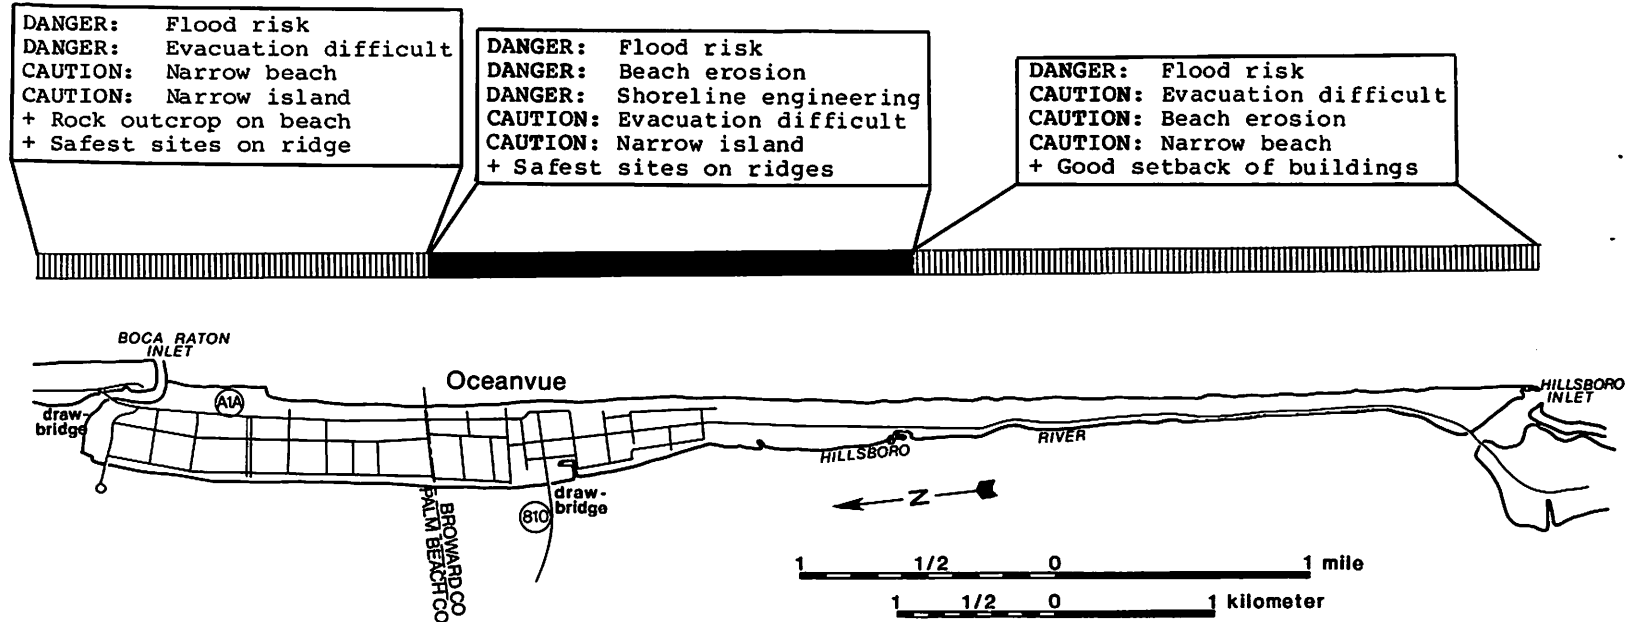 DANGER: Flood risk
DANGER: Evacuation difficult
CAUTION: Narrow beach
CAUTION: Narrow island
+ Rock outcrop on beach
+ Safest sites on ridge
DANGER: Flood risk
DANGER: Beach erosion
DANGER: Shoreline engineering
CAUTION: Evacuation difficult
CAUTION: Narrow island
+ Safest sites on ridges
DANGER: Flood risk
CAUTION: Evacuation difficult
CAUTION: Beach erosion
CAUTION: Narrow beach
+ Good setback of buildings
BOCA RATON
INLET
Oceanvue
A1A
draw-
bridge
HILLSBORO
INLET
HILLSBORO
RIVER
N
draw-
bridge
810
BROWARD CO
PALM BEACH CO
1 1/2 0 1 mile
1 1/2 0 1 kilometer